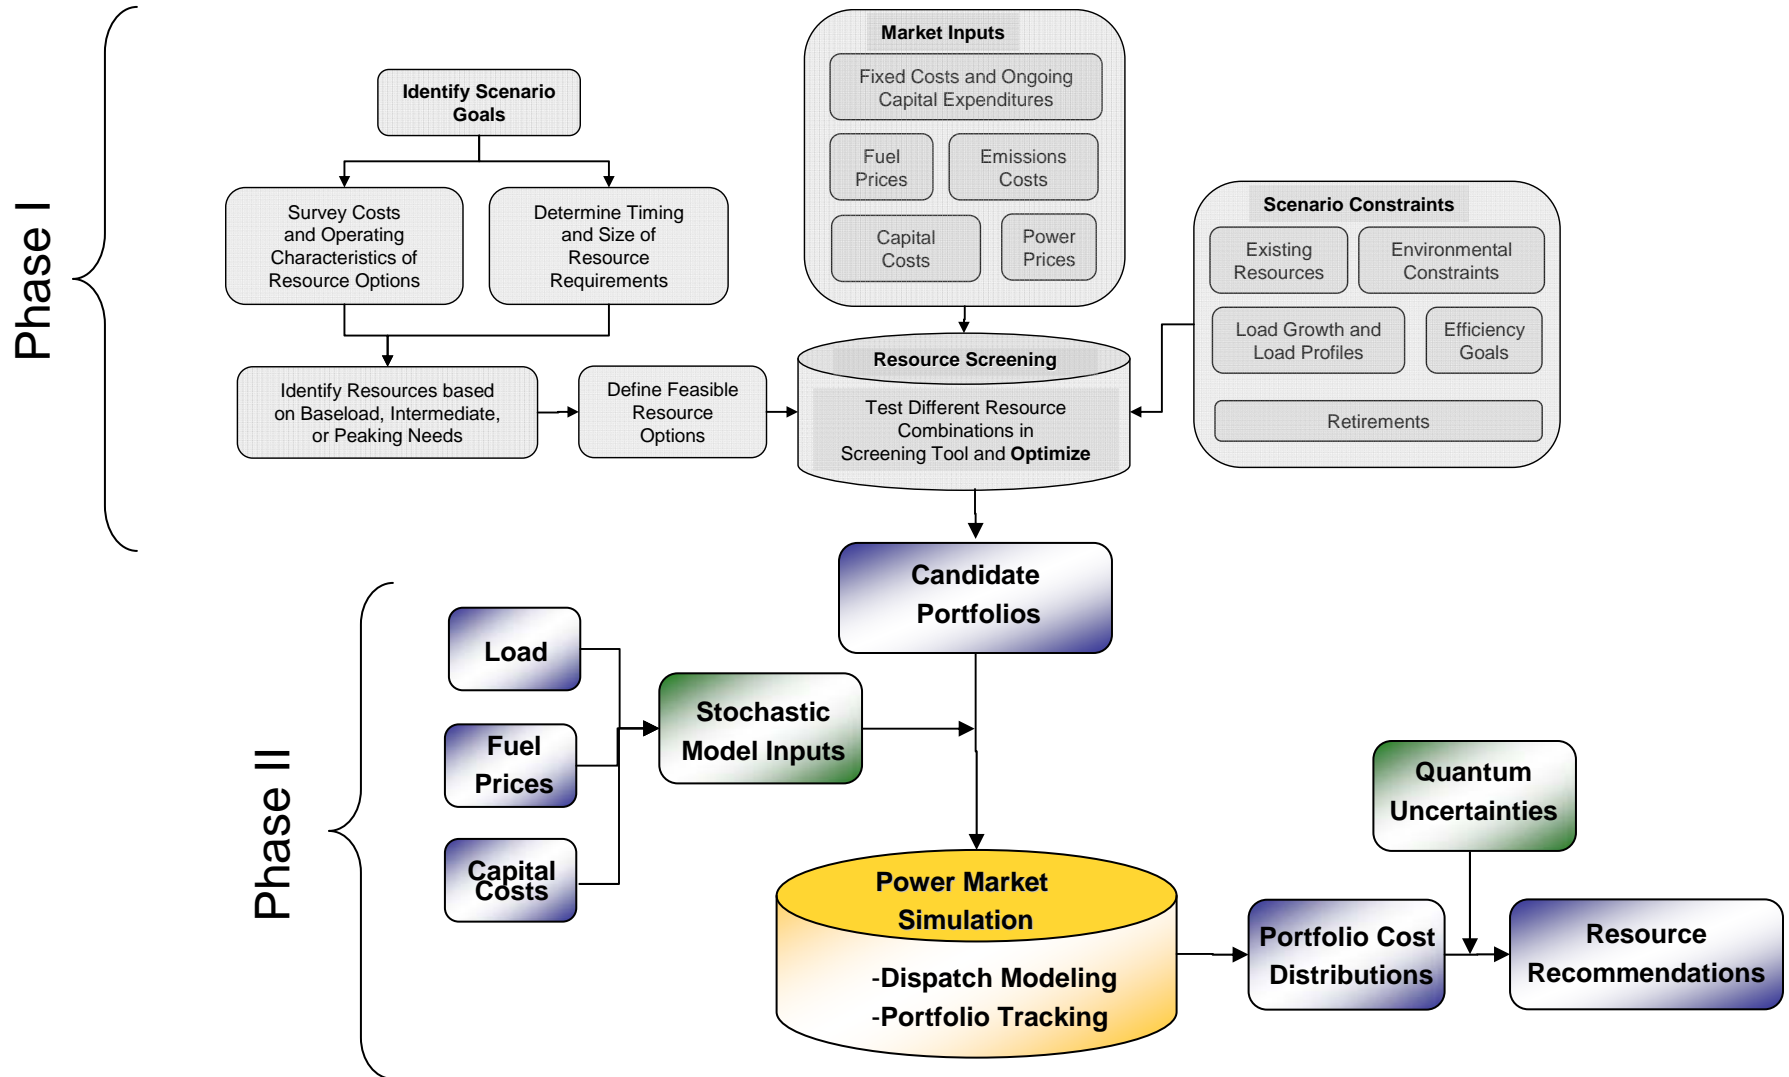 Phase I
Identify Scenario
Goals
Survey Costs
and Operating
Characteristics of
Resource Options
Determine Timing
and Size of
Resource
Requirements
Identify Resources based
on Baseload, Intermediate,
or Peaking Needs
Define Feasible
Resource
Options
Market Inputs
Fixed Costs and Ongoing
Capital Expenditures
Fuel
Prices
Emissions
Costs
Capital
Costs
Power
Prices
Scenario Constraints
Existing
Resources
Environmental
Constraints
Load Growth and
Load Profiles
Efficiency
Goals
Retirements
Resource Screening
Test Different Resource
Combinations in
Screening Tool and Optimize
Candidate
Portfolios
Phase II
Load
Fuel
Prices
Capital
Costs
Stochastic
Model Inputs
Power Market
Simulation
-Dispatch Modeling
-Portfolio Tracking
Quantum
Uncertainties
Portfolio Cost
Distributions
Resource
Recommendations